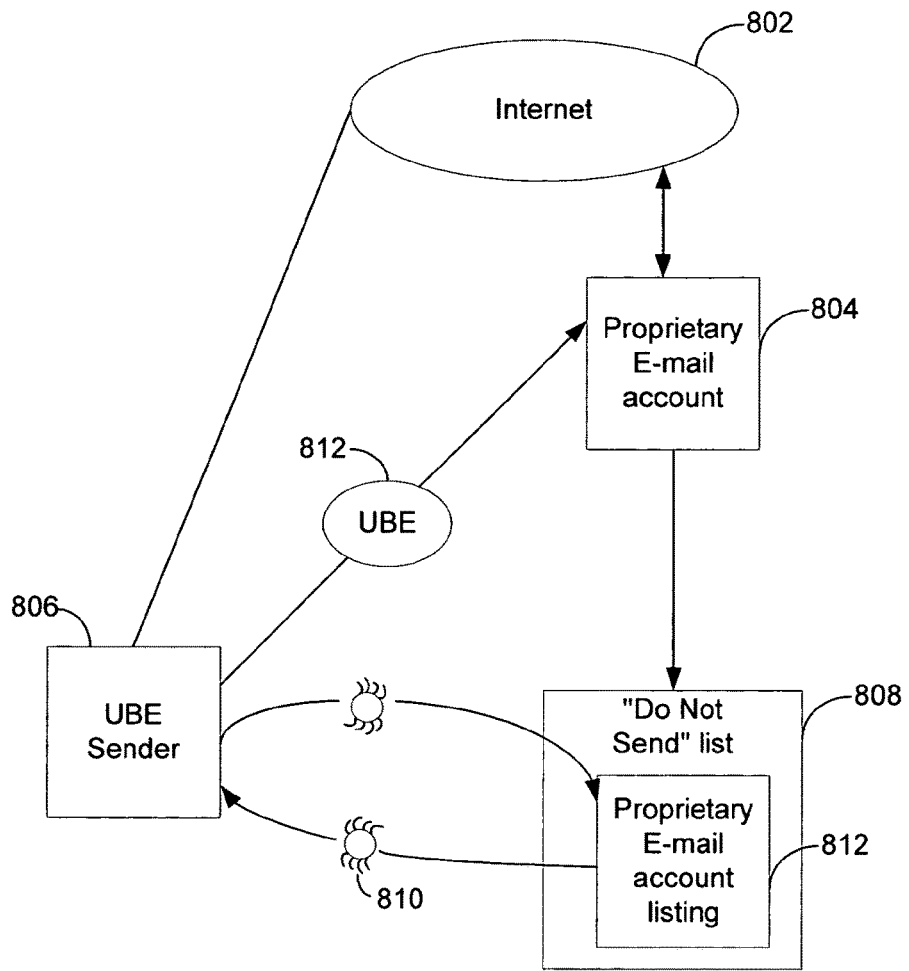 802
Internet
804
Proprietary
E-mail
account
812
UBE
806
UBE
Sender
808
"Do Not
Send" list
Proprietary
E-mail
account
listing
812
810